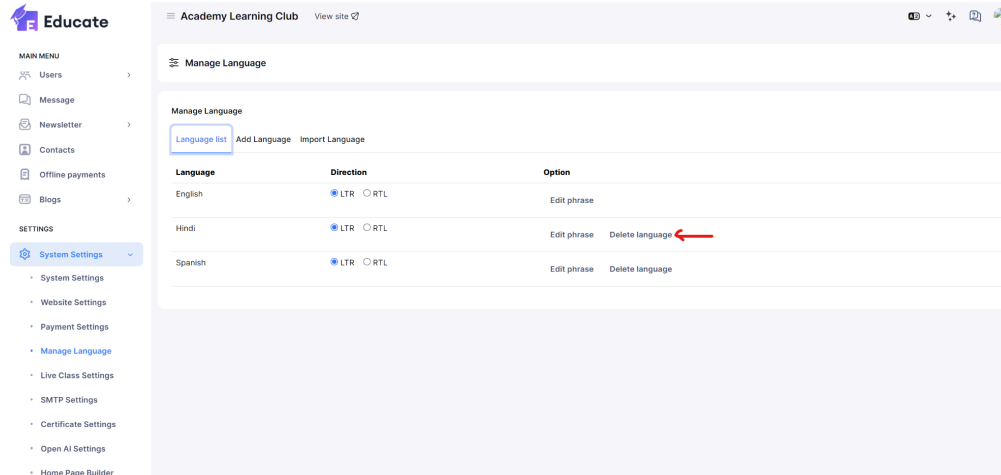 Educate
Academy Learning Club View site
MAIN MENU
Users
Message
Newsletter
Contacts
Offline payments
Blogs
SETTINGS
System Settings
System Settings
Website Settings
Payment Settings
Manage Language
Live Class Settings
SMTP Settings
Certificate Settings
Open AI Settings
Home Page Builder
Manage Language
Manage Language
Language list Add Language Import Language
Language Direction Option
English LTR RTL Edit phrase
Hindi LTR RTL Edit phrase Delete language
Spanish LTR RTL Edit phrase Delete language